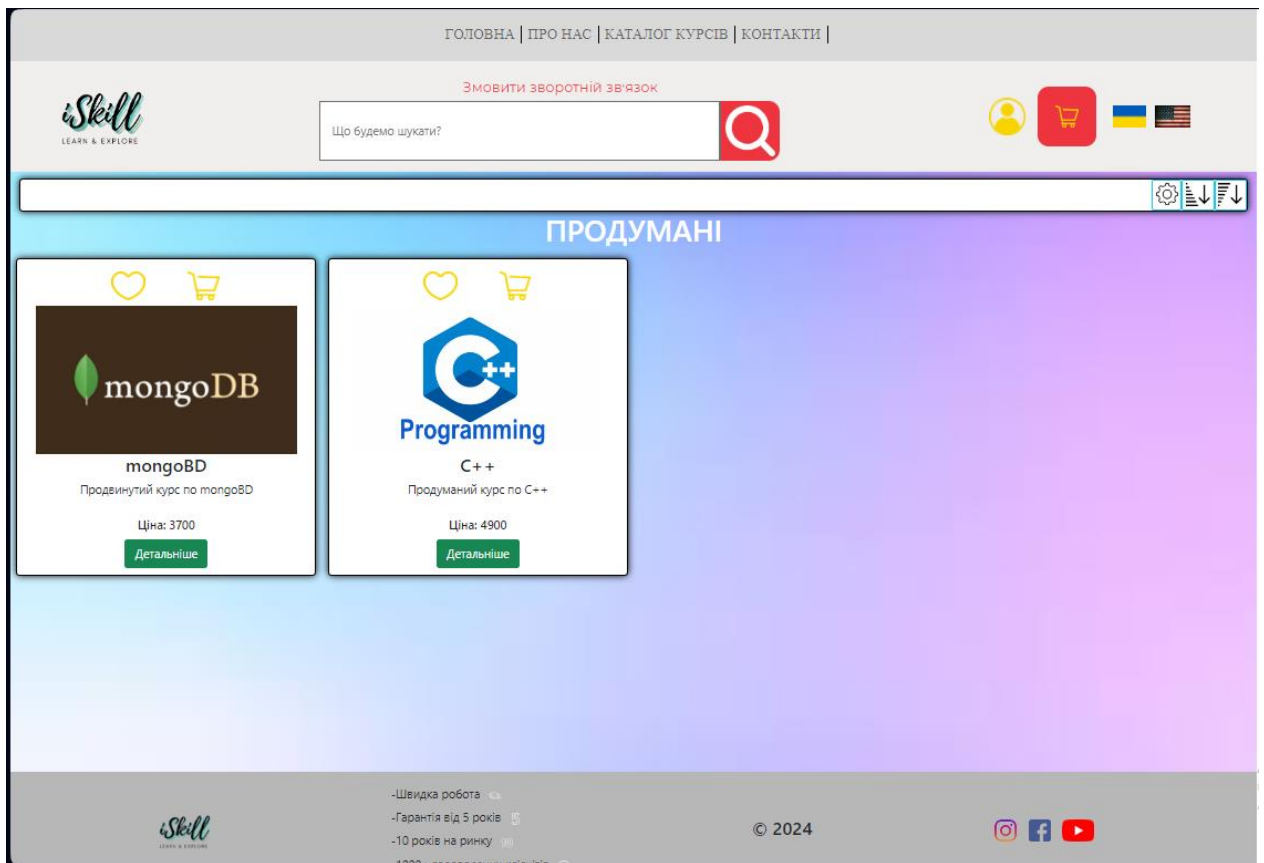 ГОЛОВНА | ПРО НАС | КАТАЛОГ КУРСІВ | КОНТАКТИ |
Змовити зворотній зв'язок
iSkill
LEARN & EXPLORE
Що будемо шукати?
ПРОДУМАНІ
mongoDB
C++
Programming
mongoBD
C++
Продвинутий курс по mongoBD
Продуманий курс по C++
Ціна: 3700
Ціна: 4900
Детальніше
Детальніше
-Швидка робота
-Гарантія від 5 років
-10 років на ринку
iSkill
LEARN & EXPLORE
© 2024